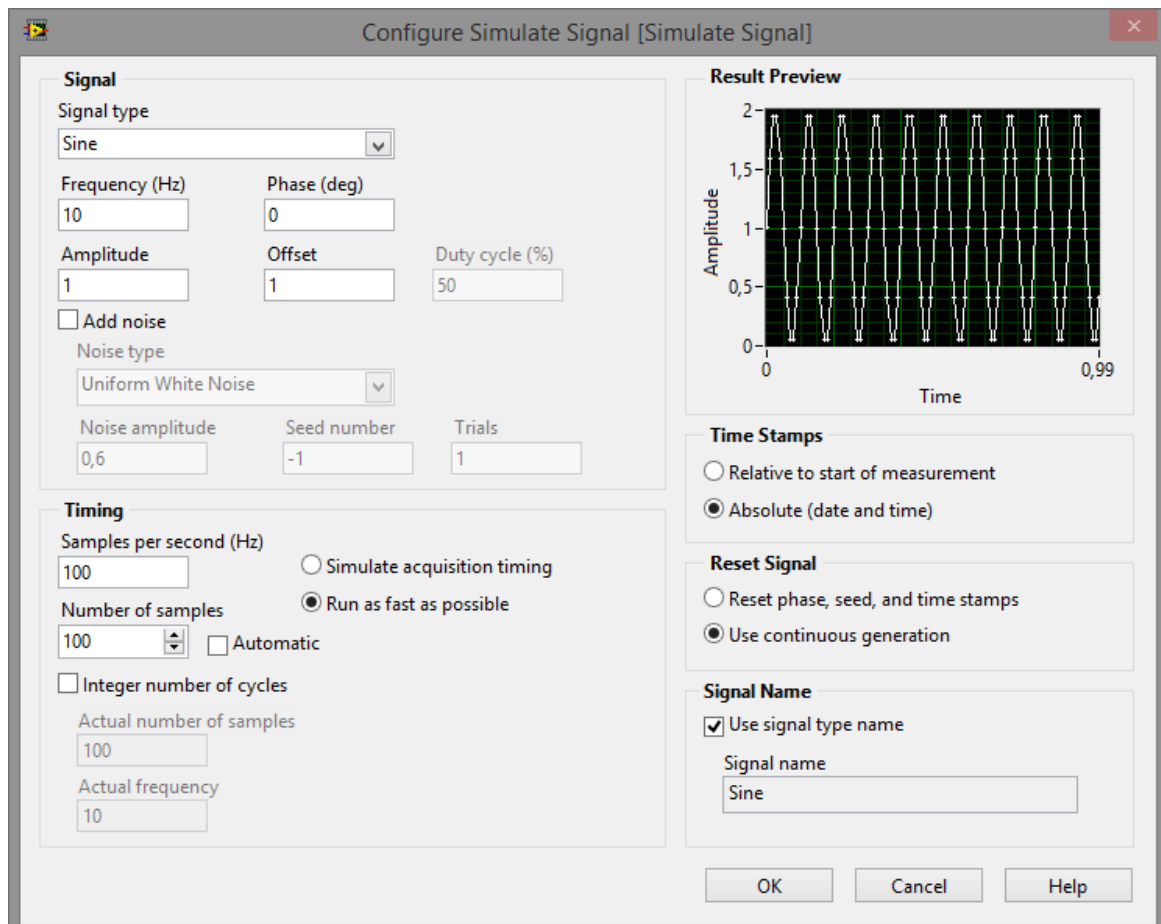 Configure Simulate Signal [Simulate Signal]
Signal
Signal type
Sine
Frequency (Hz) Phase (deg)
10 0
Amplitude Offset Duty cycle (%)
1 1 50
Add noise
Noise type
Uniform White Noise
Noise amplitude Seed number Trials
0,6 -1 1
Timing
Samples per second (Hz)
100
Simulate acquisition timing
Run as fast as possible
Number of samples
100 Automatic
Integer number of cycles
Actual number of samples
100
Actual frequency
10
Result Preview
Amplitude
2
1,5
1
0,5
0
0 0,99
Time
Time Stamps
Relative to start of measurement
Absolute (date and time)
Reset Signal
Reset phase, seed, and time stamps
Use continuous generation
Signal Name
Use signal type name
Signal name
Sine
OK Cancel Help